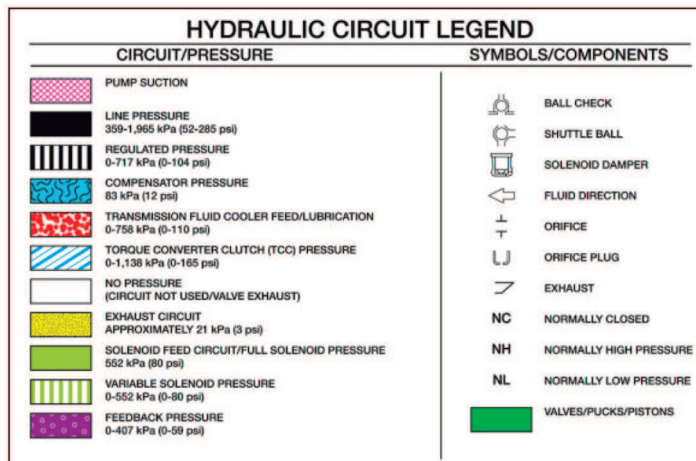 HYDRAULIC CIRCUIT LEGEND
CIRCUIT/PRESSURE
PUMP SUCTION
LINE PRESSURE
359-1,965 kPa (52-285 psi)
REGULATED PRESSURE
0-717 kPa (0-104 psi)
COMPENSATOR PRESSURE
83 kPa (12 psi)
TRANSMISSION FLUID COOLER FEED/LUBRICATION
0-758 kPa (0-110 psi)
TORQUE CONVERTER CLUTCH (TCC) PRESSURE
0-1,138 kPa (0-165 psi)
NO PRESSURE
(CIRCUIT NOT USED/VALVE EXHAUST)
EXHAUST CIRCUIT
APPROXIMATELY 21 kPa (3 psi)
SOLENOID FEED CIRCUIT/FULL SOLENOID PRESSURE
552 kPa (80 psi)
VARIABLE SOLENOID PRESSURE
0-552 kPa (0-80 psi)
FEEDBACK PRESSURE
0-407 kPa (0-59 psi)
SYMBOLS/COMPONENTS
BALL CHECK
SHUTTLE BALL
SOLENOID DAMPER
FLUID DIRECTION
ORIFICE
ORIFICE PLUG
EXHAUST
NC NORMALLY CLOSED
NH NORMALLY HIGH PRESSURE
NL NORMALLY LOW PRESSURE
VALVES/PUCKS/PISTONS